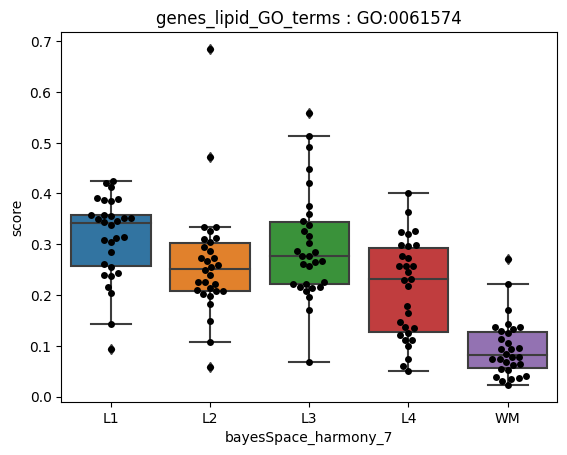 genes_lipid_GO_terms : GO:0061574
0.7
0.6
0.5
0.4
0.3
0.2
0.1
0.0
score
L1 L2 L3 L4 WM
bayesSpace_harmony_7